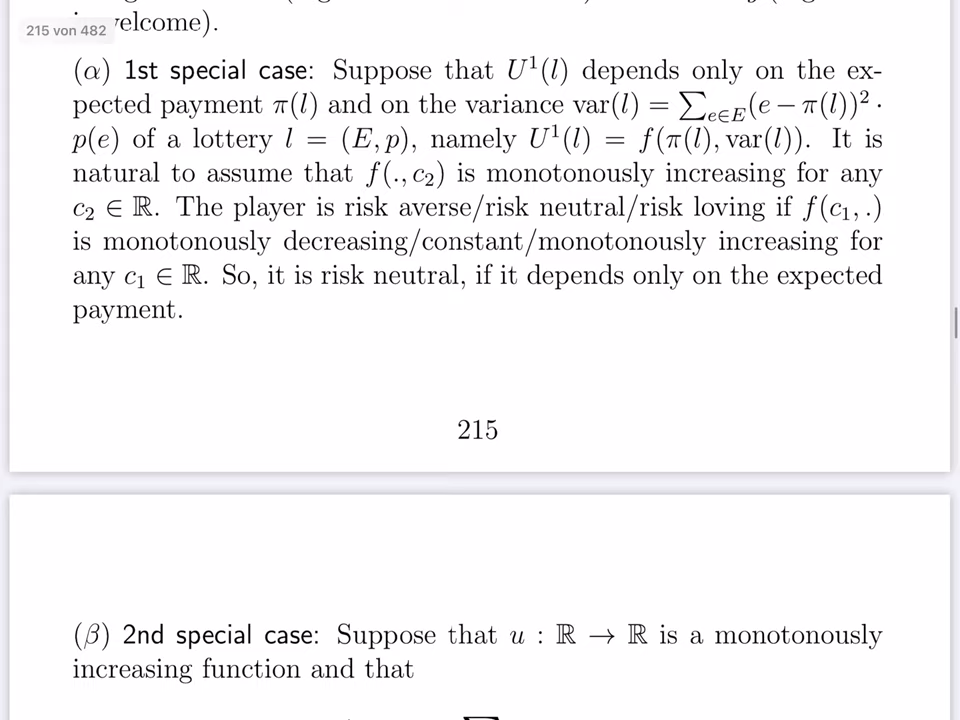 215 von 482
welcome).
(α) 1st special case: Suppose that U¹(l) depends only on the ex-
pected payment π(l) and on the variance var(l) = ∑_{e∈E}(e − π(l))² ·
p(e) of a lottery l = (E, p), namely U¹(l) = f(π(l), var(l)). It is
natural to assume that f(., c₂) is monotonously increasing for any
c₂ ∈ ℝ. The player is risk averse/risk neutral/risk loving if f(c₁, .)
is monotonously decreasing/constant/monotonously increasing for
any c₁ ∈ ℝ. So, it is risk neutral, if it depends only on the expected
payment.
215
(β) 2nd special case: Suppose that u : ℝ → ℝ is a monotonously
increasing function and that